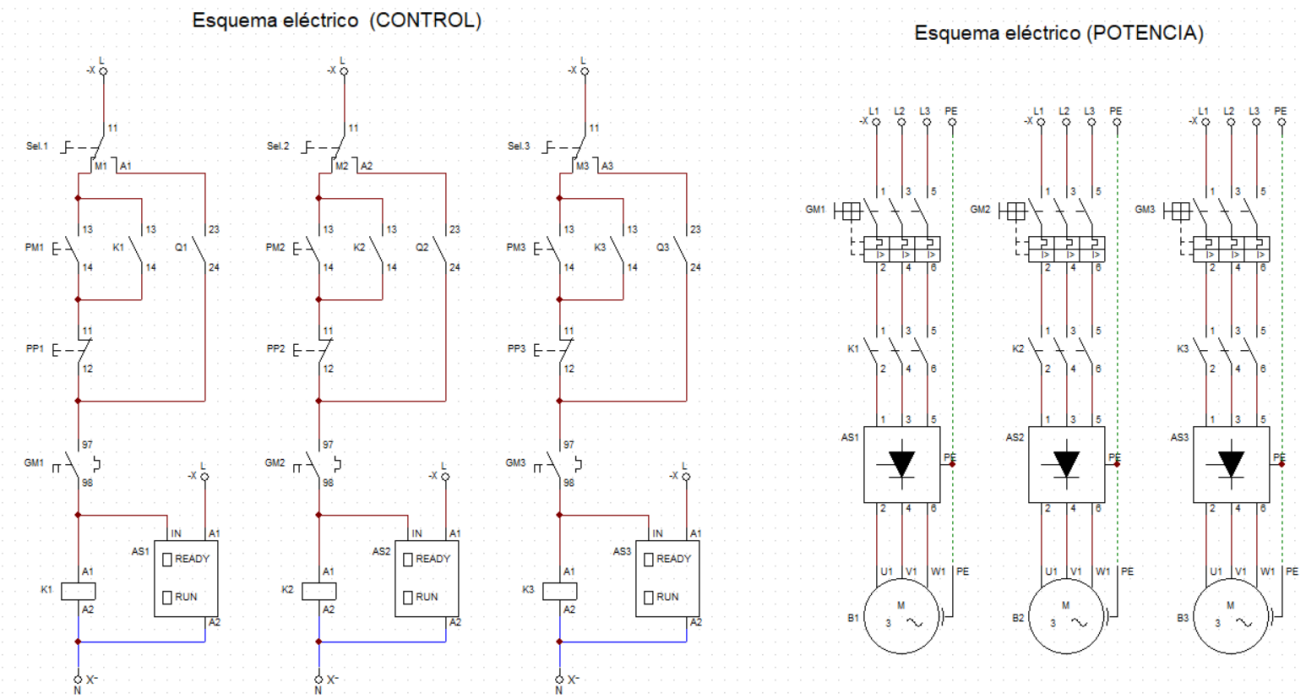 Esquema eléctrico (CONTROL)
Esquema eléctrico (POTENCIA)
L
-X
L
-X
L
-X
11
11
11
Sel.1
Sel.2
Sel.3
M1 A1
M2 A2
M3 A3
13 13 23
13 13 23
13 13 23
PM1 K1 Q1
PM2 K2 Q2
PM3 K3 Q3
14 14 24
14 14 24
14 14 24
11
11
11
PP1
PP2
PP3
12
12
12
97
97
97
GM1
GM2
GM3
98
98
98
L
-X
L
-X
L
-X
IN A1
IN A1
IN A1
AS1 READY
AS2 READY
AS3 READY
A1
A1
A1
K1
K2
K3
RUN
RUN
RUN
A2
A2
A2
A2
A2
A2
X-
N
X-
N
X-
N
L1 L2 L3 PE
-X
L1 L2 L3 PE
-X
L1 L2 L3 PE
-X
1 3 5
1 3 5
1 3 5
GM1
GM2
GM3
I> I> I>
I> I> I>
I> I> I>
2 4 6
2 4 6
2 4 6
1 3 5
1 3 5
1 3 5
K1
K2
K3
2 4 6
2 4 6
2 4 6
1 3 5
1 3 5
1 3 5
AS1
AS2
AS3
PE
PE
PE
2 4 6
2 4 6
2 4 6
U1 V1 W1 PE
U1 V1 W1 PE
U1 V1 W1 PE
M
M
M
B1 3
B2 3
B3 3